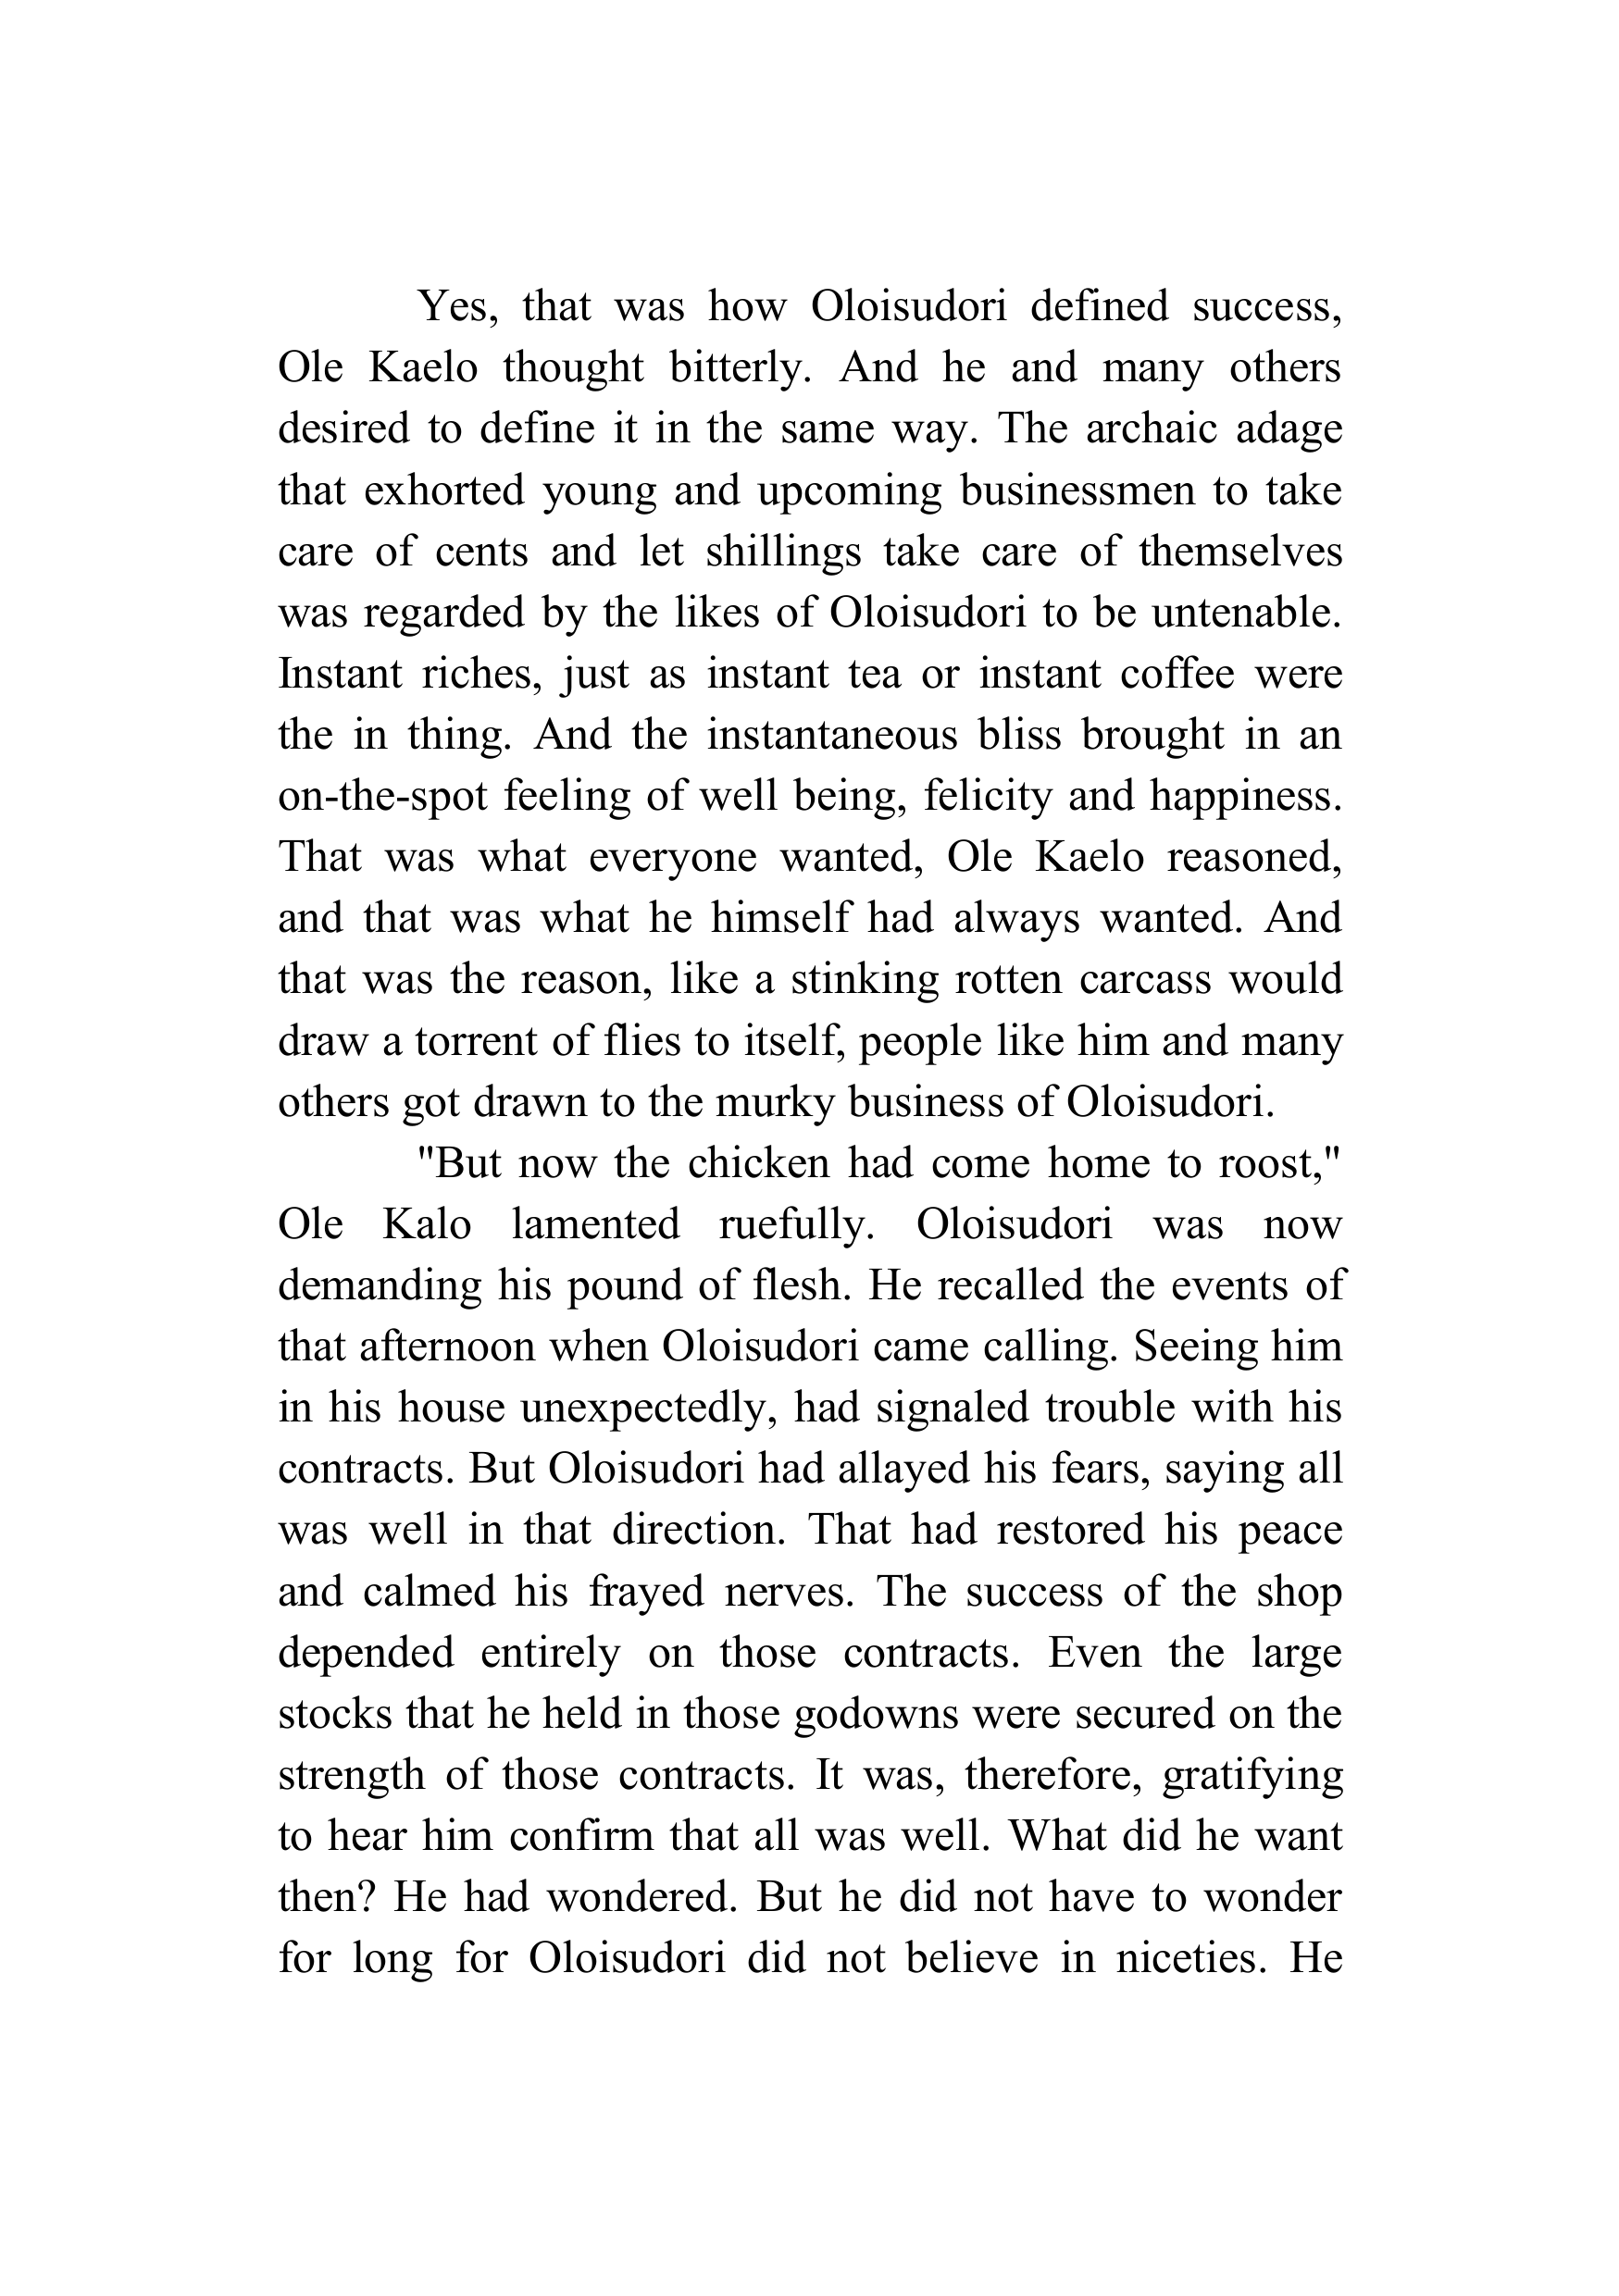 Yes, that was how Oloisudori defined success,
Ole Kaelo thought bitterly. And he and many others
desired to define it in the same way. The archaic adage
that exhorted young and upcoming businessmen to take
care of cents and let shillings take care of themselves
was regarded by the likes of Oloisudori to be untenable.
Instant riches, just as instant tea or instant coffee were
the in thing. And the instantaneous bliss brought in an
on-the-spot feeling of well being, felicity and happiness.
That was what everyone wanted, Ole Kaelo reasoned,
and that was what he himself had always wanted. And
that was the reason, like a stinking rotten carcass would
draw a torrent of flies to itself, people like him and many
others got drawn to the murky business of Oloisudori.
"But now the chicken had come home to roost,"
Ole Kalo lamented ruefully. Oloisudori was now
demanding his pound of flesh. He recalled the events of
that afternoon when Oloisudori came calling. Seeing him
in his house unexpectedly, had signaled trouble with his
contracts. But Oloisudori had allayed his fears, saying all
was well in that direction. That had restored his peace
and calmed his frayed nerves. The success of the shop
depended entirely on those contracts. Even the large
stocks that he held in those godowns were secured on the
strength of those contracts. It was, therefore, gratifying
to hear him confirm that all was well. What did he want
then? He had wondered. But he did not have to wonder
for long for Oloisudori did not believe in niceties. He